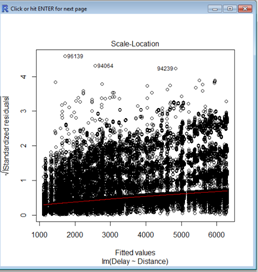 Click or hit ENTER for next page
Scale-Location
96139
94064
94239
√|Standardized residuals|
4
3
2
1
0
1000 2000 3000 4000 5000 6000
Fitted values
lm(Delay ~ Distance)